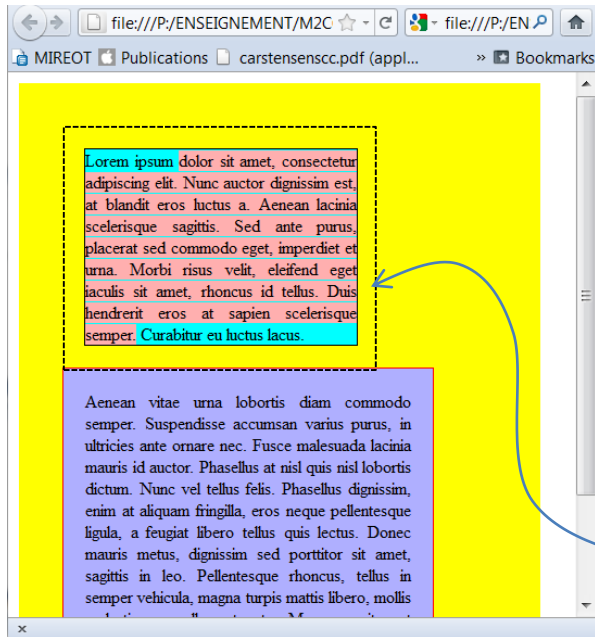 file:///P:/ENSEIGNEMENT/M2C
file:///P:/EN
MIREOT Publications carstensenscc.pdf (appl... » Bookmarks
Lorem ipsum dolor sit amet, consectetur
adipiscing elit. Nunc auctor dignissim est,
at blandit eros luctus a. Aenean lacinia
scelerisque sagittis. Sed ante purus,
placerat sed commodo eget, imperdiet et
urna. Morbi risus velit, eleifend eget
iaculis sit amet, rhoncus id tellus. Duis
hendrerit eros at sapien scelerisque
semper. Curabitur eu luctus lacus.
Aenean vitae urna lobortis diam commodo
semper. Suspendisse accumsan varius purus, in
ultricies ante ornare nec. Fusce malesuada lacinia
mauris id auctor. Phasellus at nisl quis nisl lobortis
dictum. Nunc vel tellus felis. Phasellus dignissim,
enim at aliquam fringilla, eros neque pellentesque
ligula, a feugiat libero tellus quis lectus. Donec
mauris metus, dignissim sed porttitor sit amet,
sagittis in leo. Pellentesque rhoncus, tellus in
semper vehicula, magna turpis mattis libero, mollis